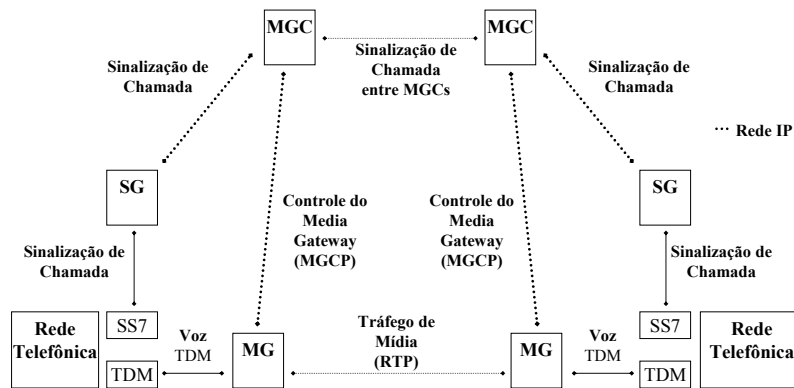 MGC
MGC
Sinalização de
Chamada
Sinalização de
Chamada
entre MGCs
Sinalização de
Chamada
Rede IP
SG
SG
Controle do
Media
Gateway
(MGCP)
Controle do
Media
Gateway
(MGCP)
Sinalização de
Chamada
Sinalização de
Chamada
Rede
Telefônica
SS7
TDM
Voz
TDM
MG
Tráfego de
Mídia
(RTP)
MG
Voz
TDM
SS7
TDM
Rede
Telefônica